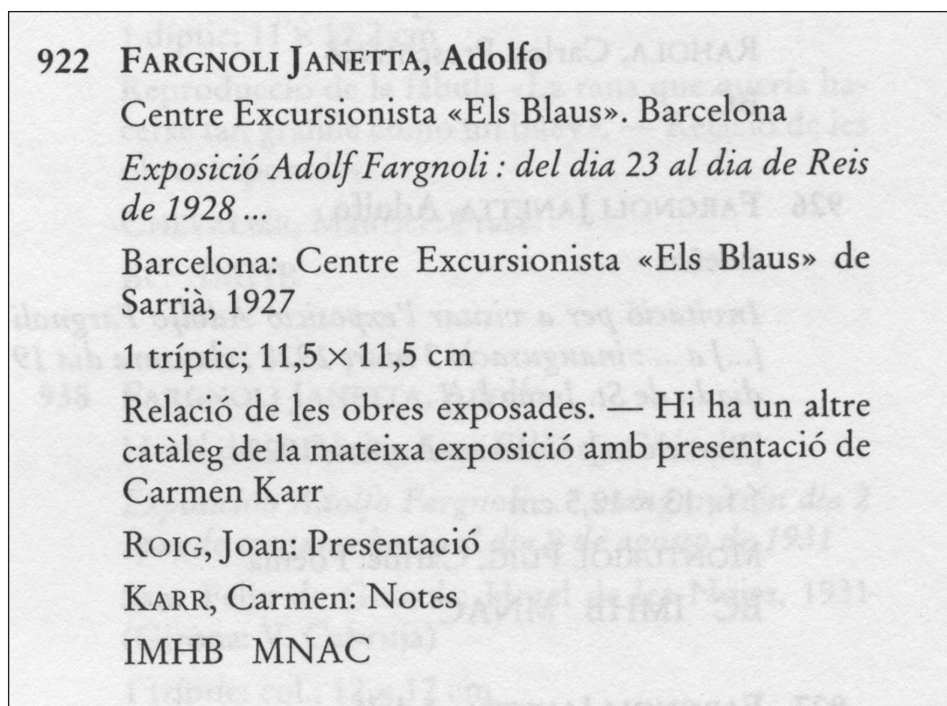 922 FARGNOLI JANETTA, Adolfo
Centre Excursionista «Els Blaus». Barcelona
Exposició Adolf Fargnoli : del dia 23 al dia de Reis
de 1928 ...
Barcelona: Centre Excursionista «Els Blaus» de
Sarrià, 1927
1 tríptic; 11,5 × 11,5 cm
Relació de les obres exposades. — Hi ha un altre
catàleg de la mateixa exposició amb presentació de
Carmen Karr
ROIG, Joan: Presentació
KARR, Carmen: Notes
IMHB MNAC